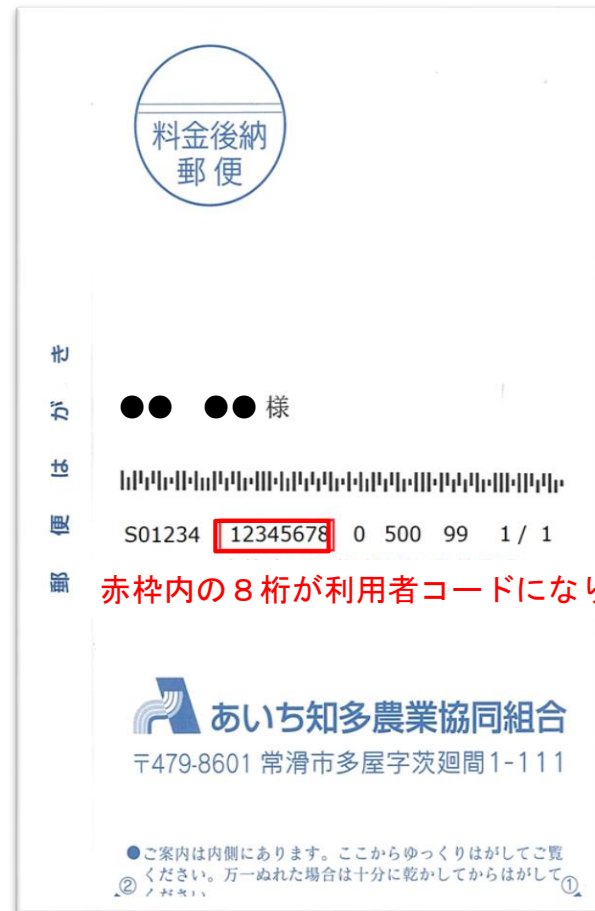 料金後納
郵便
郵便はがき
●● ●● 様
S01234 12345678 0 500 99 1/ 1
赤枠内の８桁が利用者コードになり
あいち知多農業協同組合
〒479-8601 常滑市多屋字茨廻間1-111
●ご案内は内側にあります。ここからゆっくりはがしてご覧
ください。万一ぬれた場合は十分に乾かしてからはがして
② ください ①